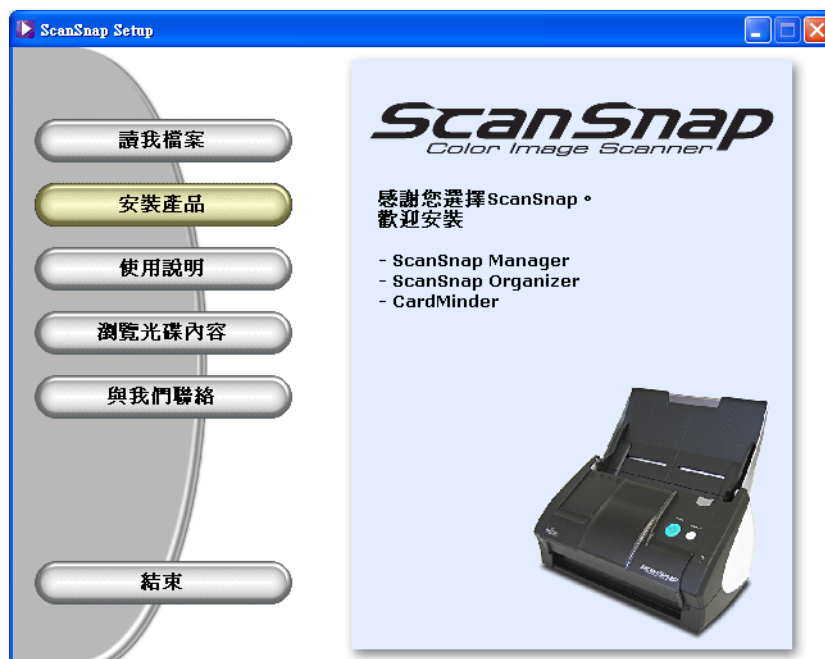 ScanSnap Setup
讀我檔案
安裝產品
使用說明
瀏覽光碟內容
與我們聯絡
結束
ScanSnap
Color Image Scanner
感謝您選擇ScanSnap。
歡迎安裝
- ScanSnap Manager
- ScanSnap Organizer
- CardMinder
ScanSnap